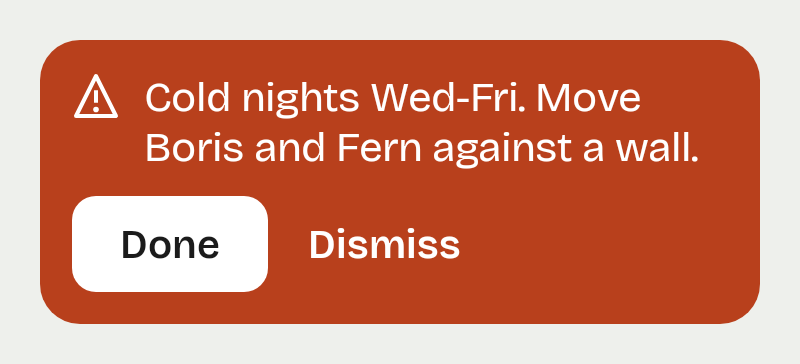 Cold nights Wed-Fri. Move
Boris and Fern against a wall.
Done
Dismiss